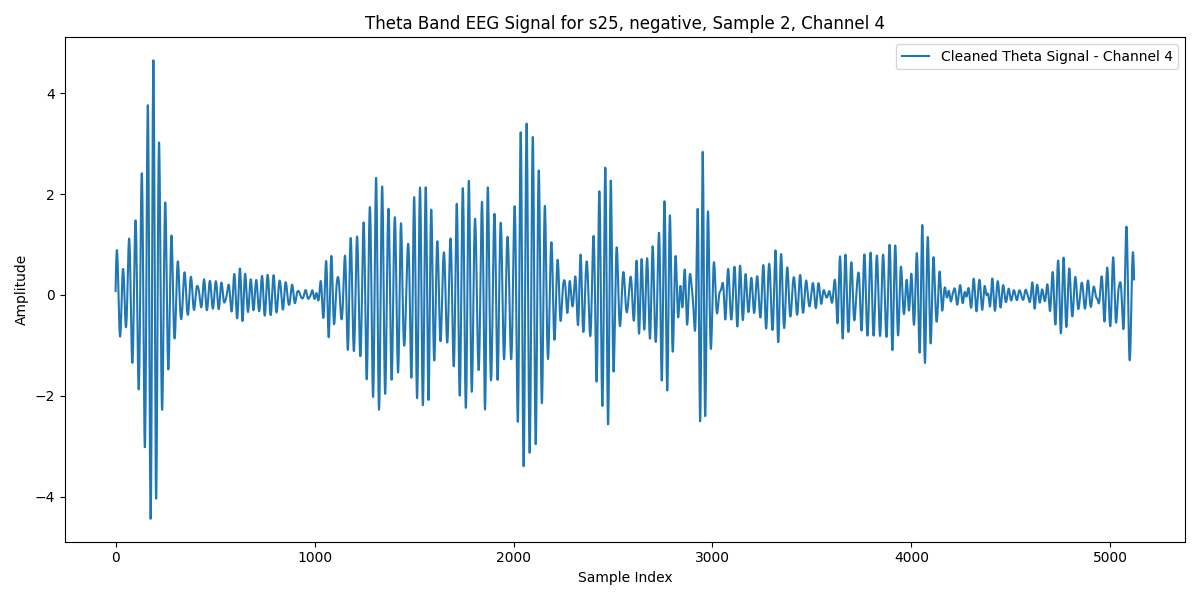 Theta Band EEG Signal for s25, negative, Sample 2, Channel 4
Cleaned Theta Signal - Channel 4
Amplitude
4
2
0
−2
−4
0 1000 2000 3000 4000 5000
Sample Index